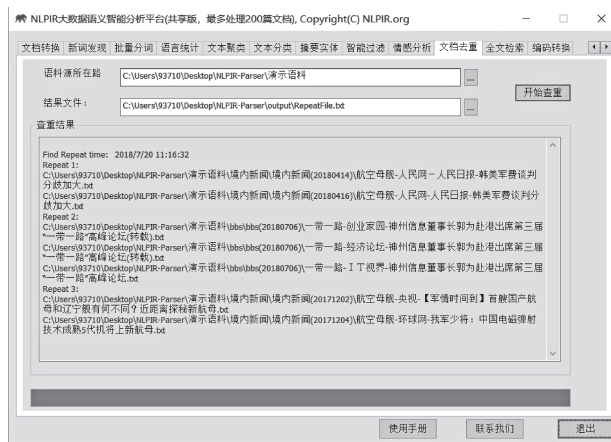 NLPIR大数据语义智能分析平台(共享版，最多处理200篇文档), Copyright(C) NLPIR.org
文档转换 新词发现 批量分词 语言统计 文本聚类 文本分类 摘要实体 智能过滤 情感分析 文档去重 全文检索 编码转换
语料源所在路 C:\Users\93710\Desktop\NLPIR-Parser\演示语料 ...
开始查重
结果文件： C:\Users\93710\Desktop\NLPIR-Parser\output\RepeatFile.txt ...
查重结果
Find Repeat time: 2018/7/20 11:16:32
Repeat 1:
C:\Users\93710\Desktop\NLPIR-Parser\演示语料\境内新闻\境内新闻(20180414)\航空母舰-人民网－人民日报-韩美军费谈判
分歧加大.txt
C:\Users\93710\Desktop\NLPIR-Parser\演示语料\境内新闻\境内新闻(20180416)\航空母舰-人民网－人民日报-韩美军费谈判分
歧加大.txt
Repeat 2:
C:\Users\93710\Desktop\NLPIR-Parser\演示语料\bbs\bbs(20180706)\一带一路-创业家园-神州信息董事长郭为赴港出席第三届
“一带一路”高峰论坛(转载).txt
C:\Users\93710\Desktop\NLPIR-Parser\演示语料\bbs\bbs(20180706)\一带一路-经济论坛-神州信息董事长郭为赴港出席第三届
“一带一路”高峰论坛(转载).txt
C:\Users\93710\Desktop\NLPIR-Parser\演示语料\bbs\bbs(20180706)\一带一路-ＩＴ视界-神州信息董事长郭为赴港出席第三届
“一带一路”高峰论坛.txt
Repeat 3:
C:\Users\93710\Desktop\NLPIR-Parser\演示语料\境内新闻\境内新闻(20171202)\航空母舰-央视-【军情时间到】首艘国产航
母和辽宁舰有何不同？近距离探秘新航母.txt
C:\Users\93710\Desktop\NLPIR-Parser\演示语料\境内新闻\境内新闻(20171204)\航空母舰-环球网-我军少将：中国电磁弹射
技术成熟5代机将上新航母.txt
使用手册 联系我们 退出